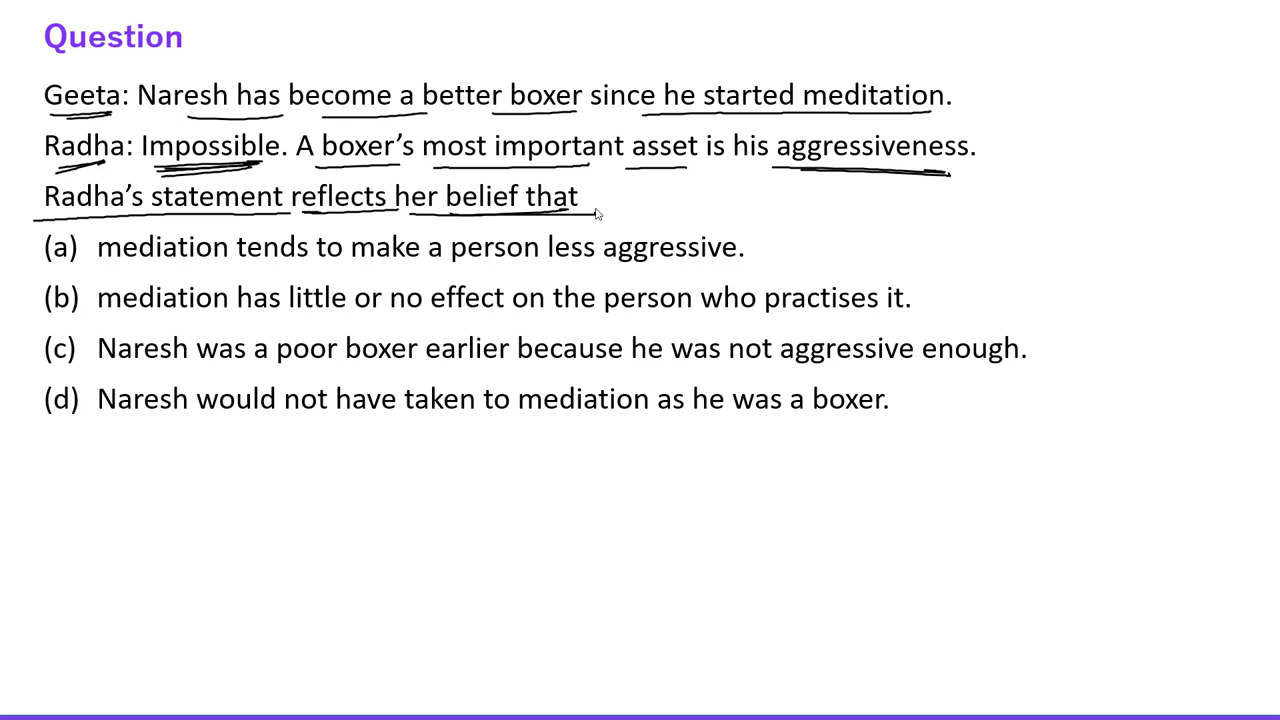 Question
Geeta: Naresh has become a better boxer since he started meditation.
Radha: Impossible. A boxer’s most important asset is his aggressiveness.
Radha’s statement reflects her belief that
(a) mediation tends to make a person less aggressive.
(b) mediation has little or no effect on the person who practises it.
(c) Naresh was a poor boxer earlier because he was not aggressive enough.
(d) Naresh would not have taken to mediation as he was a boxer.